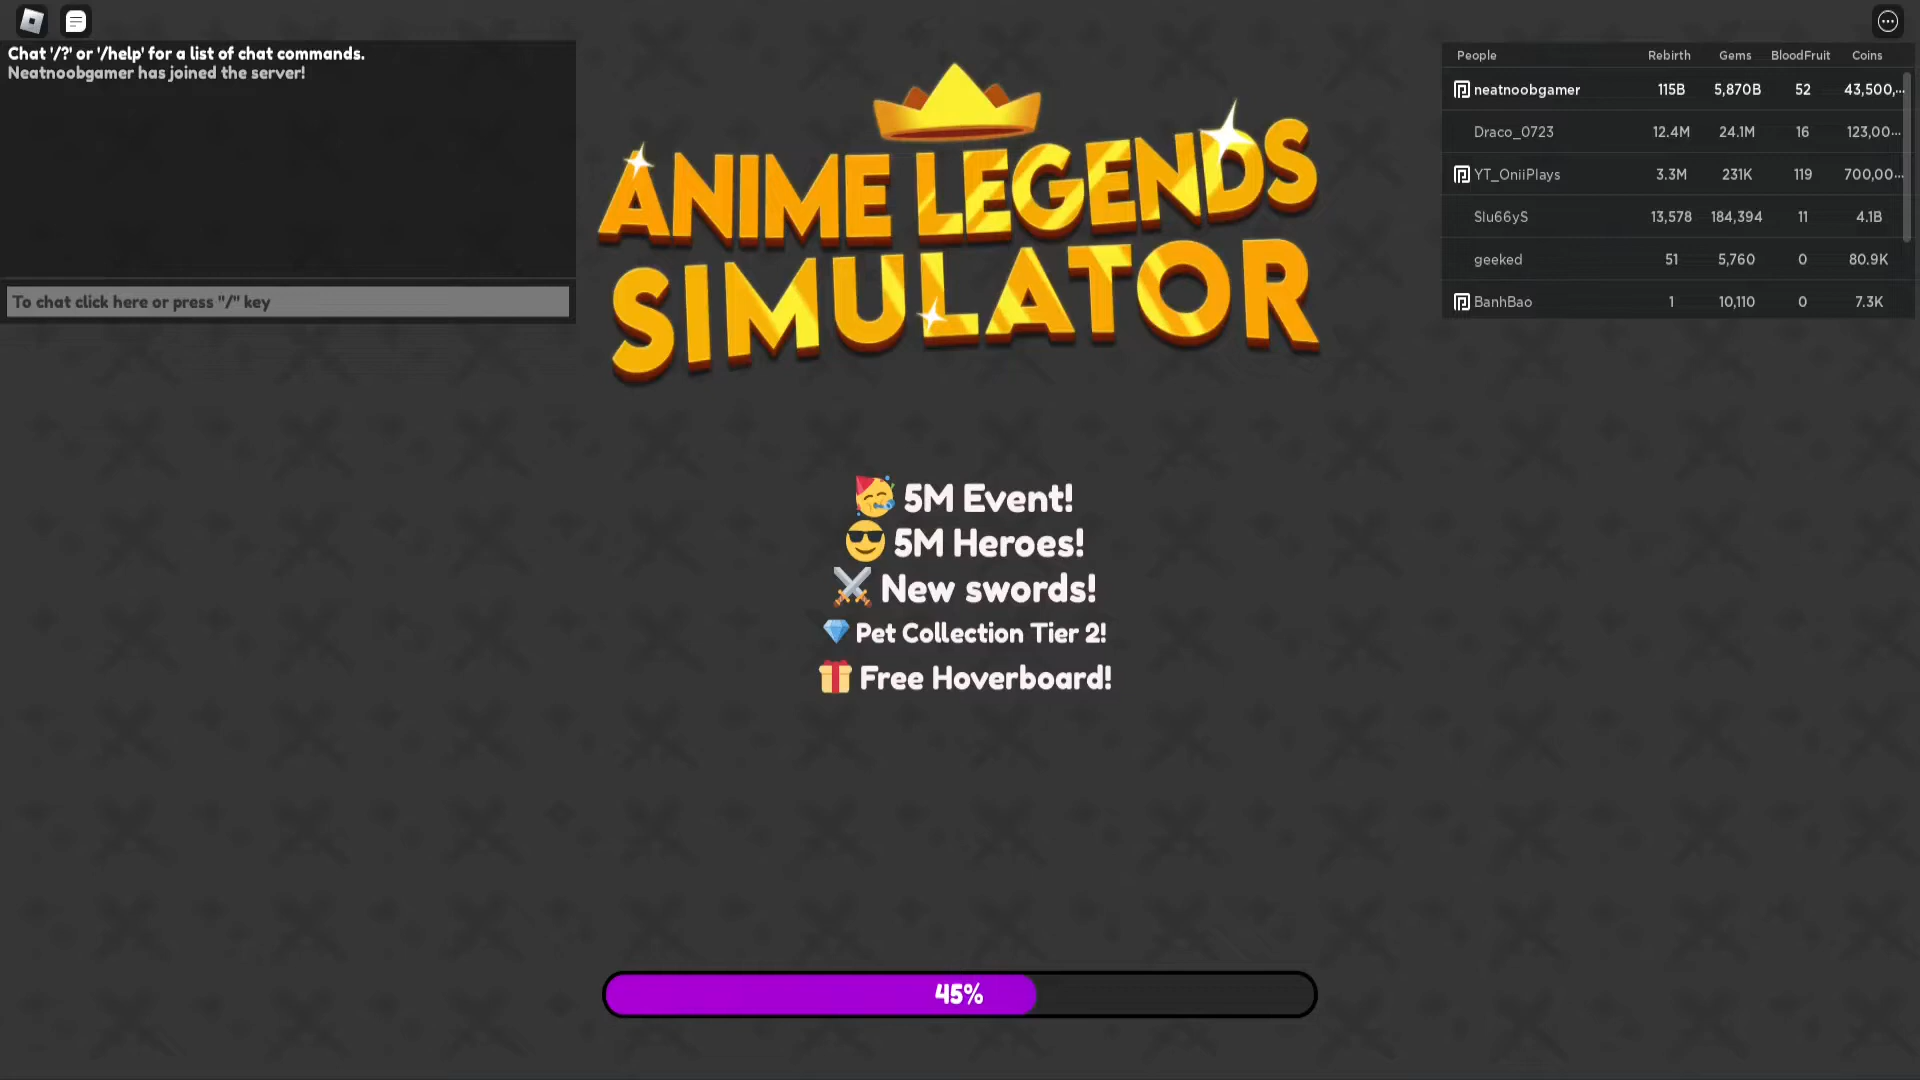 Chat '/?' or '/help' for a list of chat commands.
Neatnoobgamer has joined the server!
To chat click here or press "/" key
ANIME LEGENDS
SIMULATOR
People Rebirth Gems BloodFruit Coins
neatnoobgamer 115B 5,870B 52 43,500,...
Draco_0723 12.4M 24.1M 16 123,00...
YT_OniiPlays 3.3M 231K 119 700,00...
Slu66yS 13,578 184,394 11 4.1B
geeked 51 5,760 0 80.9K
BanhBao 1 10,110 0 7.3K
🥳 5M Event!
😎 5M Heroes!
⚔️ New swords!
💎 Pet Collection Tier 2!
🎁 Free Hoverboard!
45%